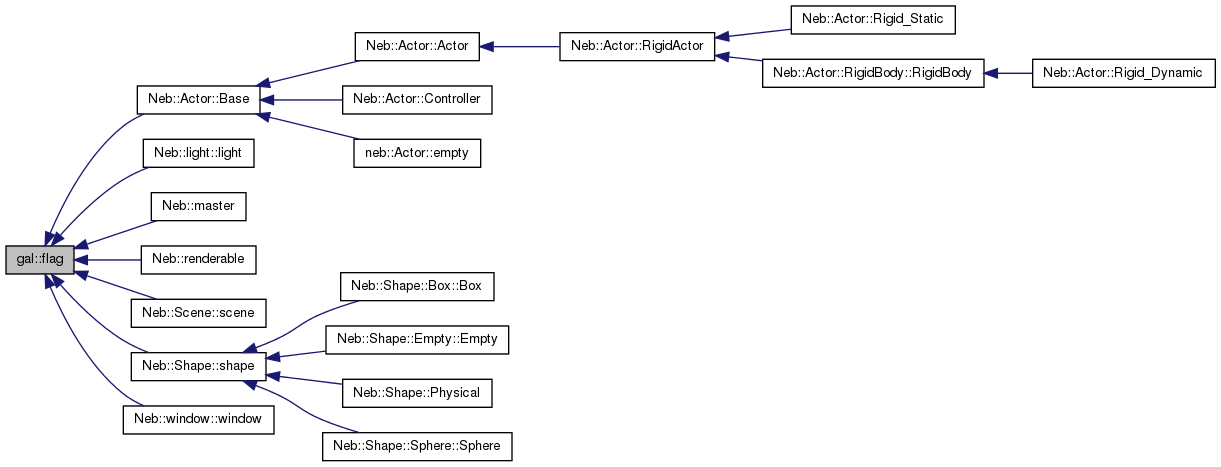 Neb::Actor::Rigid_Static
Neb::Actor::Actor
Neb::Actor::RigidActor
Neb::Actor::RigidBody::RigidBody
Neb::Actor::Rigid_Dynamic
Neb::Actor::Base
Neb::Actor::Controller
Neb::light::light
neb::Actor::empty
Neb::master
gal::flag
Neb::renderable
Neb::Shape::Box::Box
Neb::Scene::scene
Neb::Shape::Empty::Empty
Neb::Shape::shape
Neb::Shape::Physical
Neb::window::window
Neb::Shape::Sphere::Sphere